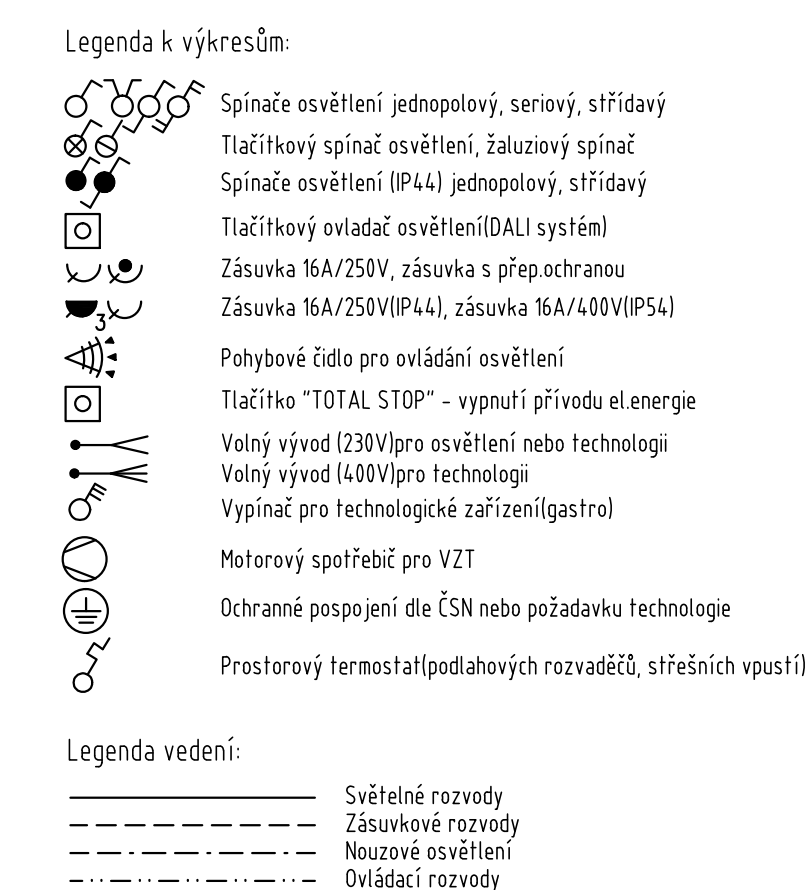 Legenda k výkresům:
Spínače osvětlení jednopolový, seriový, střídavý
Tlačítkový spínač osvětlení, žaluziový spínač
Spínače osvětlení (IP44) jednopolový, střídavý
Tlačítkový ovladač osvětlení(DALI systém)
Zásuvka 16A/250V, zásuvka s přep.ochranou
3 Zásuvka 16A/250V(IP44), zásuvka 16A/400V(IP54)
Pohybové čidlo pro ovládání osvětlení
Tlačítko "TOTAL STOP" - vypnutí přívodu el.energie
Volný vývod (230V)pro osvětlení nebo technologii
Volný vývod (400V)pro technologii
Vypínač pro technologické zařízení(gastro)
Motorový spotřebič pro VZT
Ochranné pospojení dle ČSN nebo požadavku technologie
Prostorový termostat(podlahových rozvaděčů, střešních vpustí)
Legenda vedení:
Světelné rozvody
Zásuvkové rozvody
Nouzové osvětlení
Ovládací rozvody